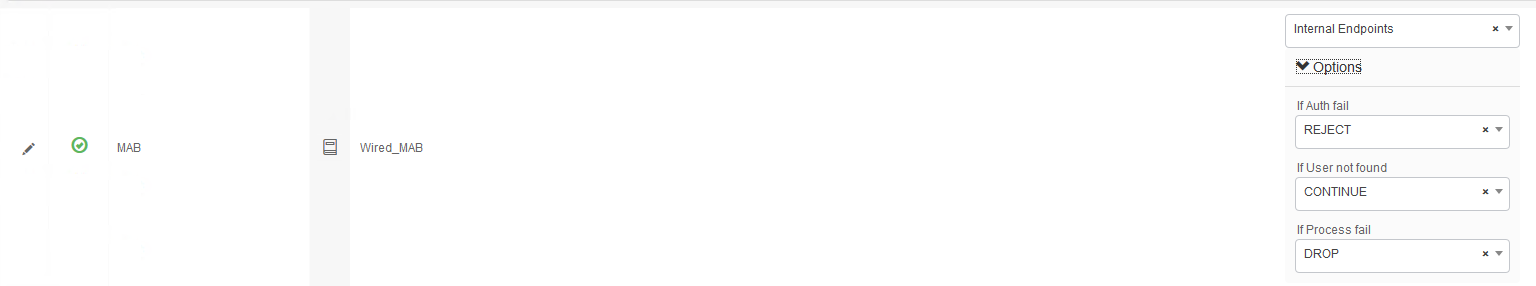 Internal Endpoints
Options
If Auth fail
REJECT
MAB
Wired_MAB
If User not found
CONTINUE
If Process fail
DROP